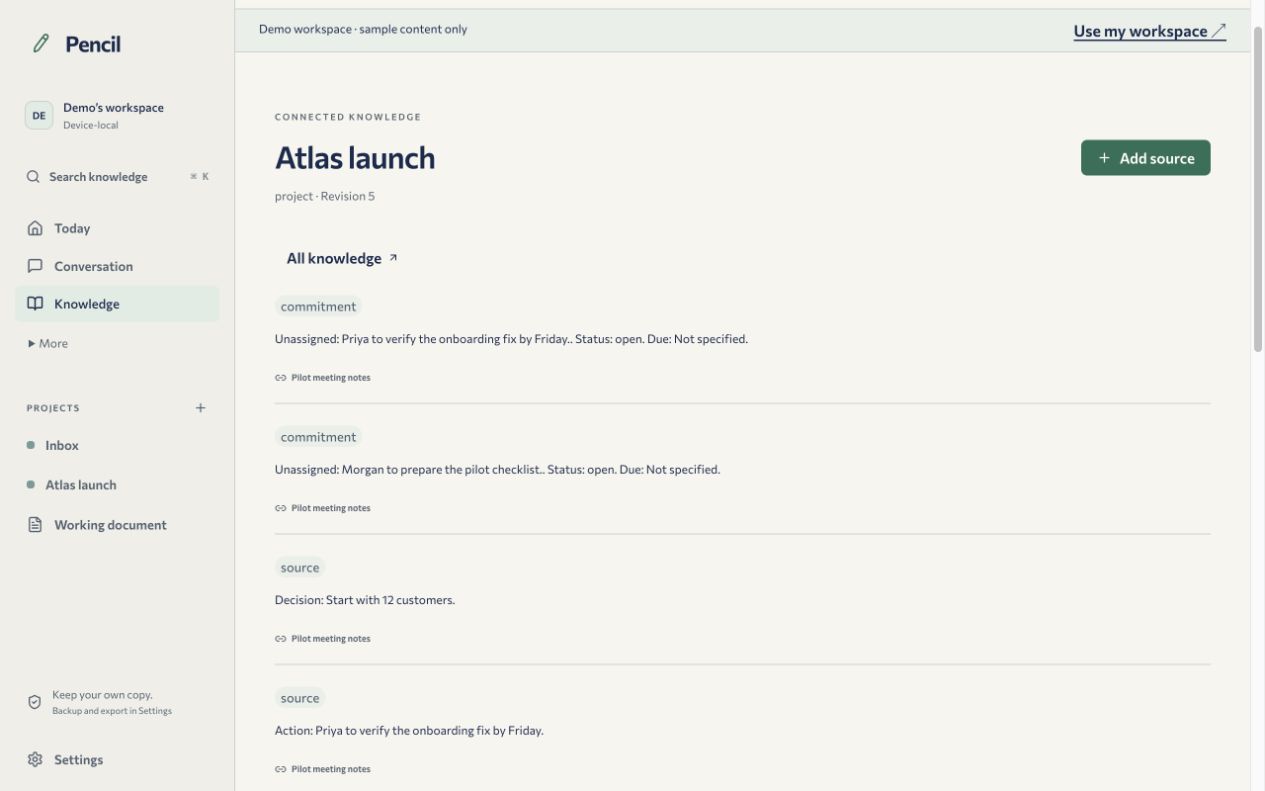 Pencil
DE
Demo's workspace
Device-local
Search knowledge ⌘ K
Today
Conversation
Knowledge
More
PROJECTS
Inbox
Atlas launch
Working document
Keep your own copy.
Backup and export in Settings
Settings
Demo workspace · sample content only
Use my workspace
CONNECTED KNOWLEDGE
Atlas launch
Add source
project · Revision 5
All knowledge
commitment
Unassigned: Priya to verify the onboarding fix by Friday.. Status: open. Due: Not specified.
Pilot meeting notes
commitment
Unassigned: Morgan to prepare the pilot checklist.. Status: open. Due: Not specified.
Pilot meeting notes
source
Decision: Start with 12 customers.
Pilot meeting notes
source
Action: Priya to verify the onboarding fix by Friday.
Pilot meeting notes